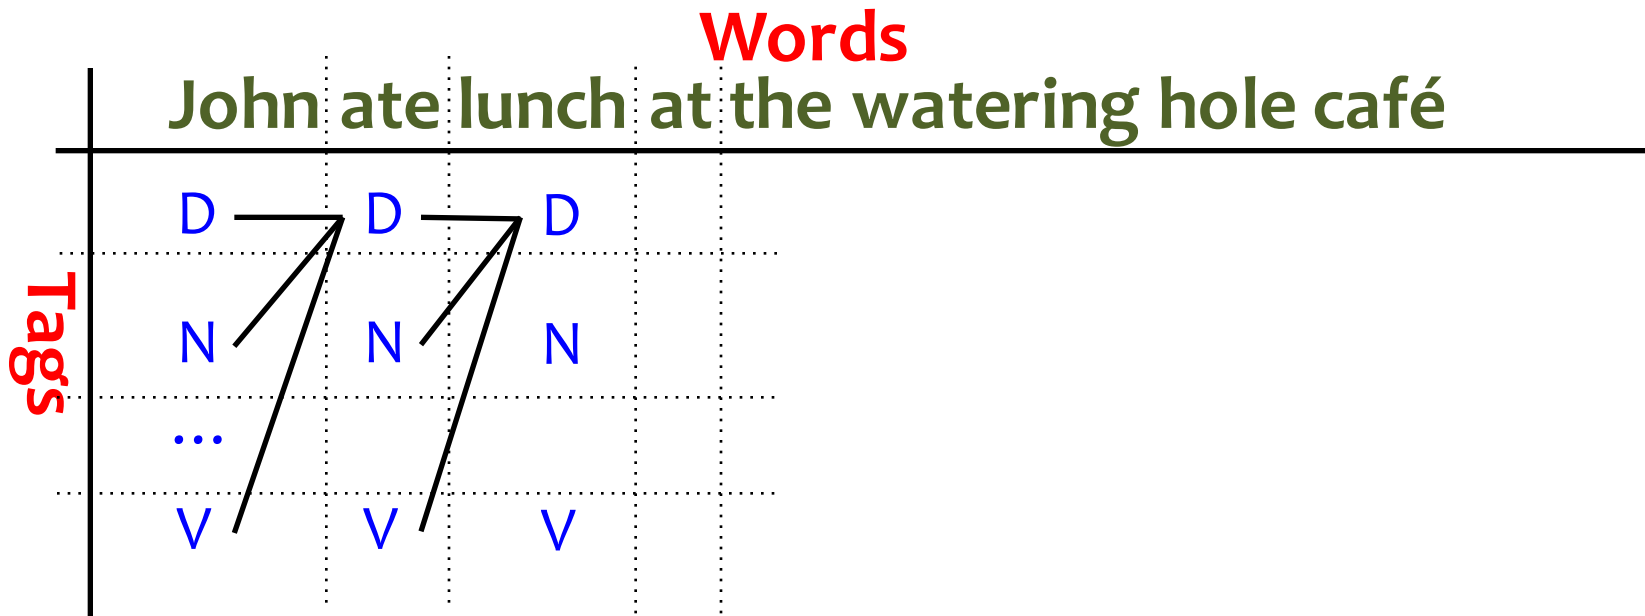 Words
John ate lunch at the watering hole café
Tags
D D D
N N N
...
V V V